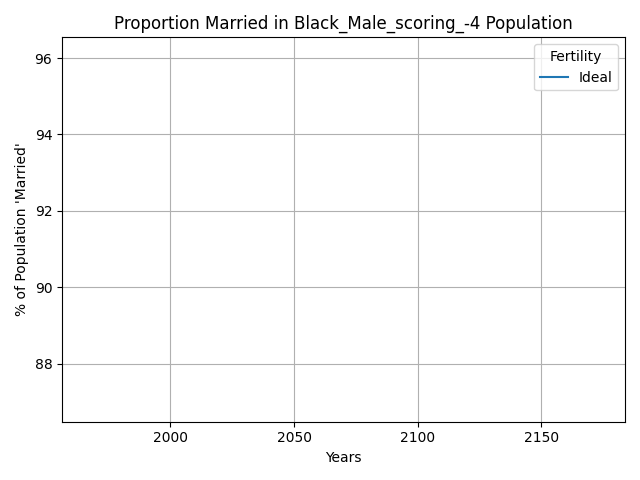 Proportion Married in Black_Male_scoring_-4 Population
Fertility
Ideal
96
94
92
90
88
% of Population 'Married'
2000
2050
2100
2150
Years